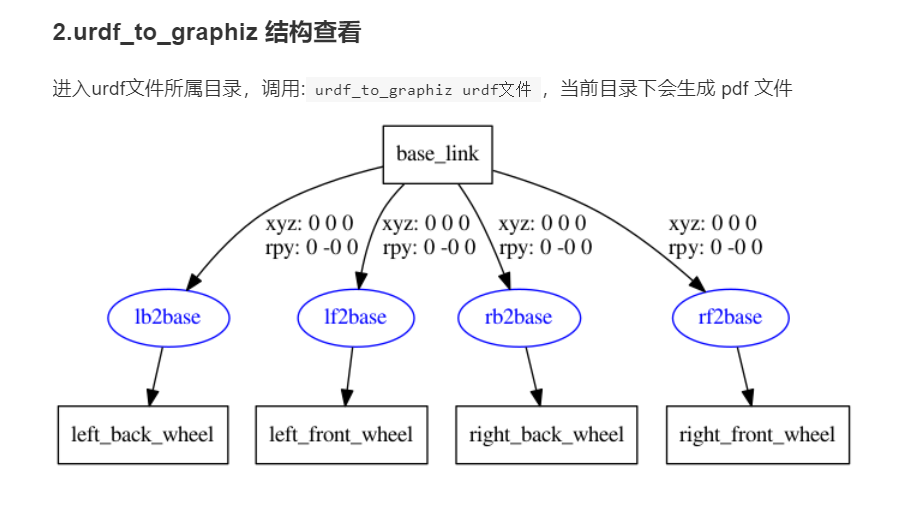 2.urdf_to_graphiz 结构查看
进入urdf文件所属目录，调用:urdf_to_graphiz urdf文件，当前目录下会生成 pdf 文件
base_link
xyz: 0 0 0 xyz: 0 0 0 xyz: 0 0 0 xyz: 0 0 0
rpy: 0 -0 0 rpy: 0 -0 0 rpy: 0 -0 0 rpy: 0 -0 0
lb2base lf2base rb2base rf2base
left_back_wheel left_front_wheel right_back_wheel right_front_wheel